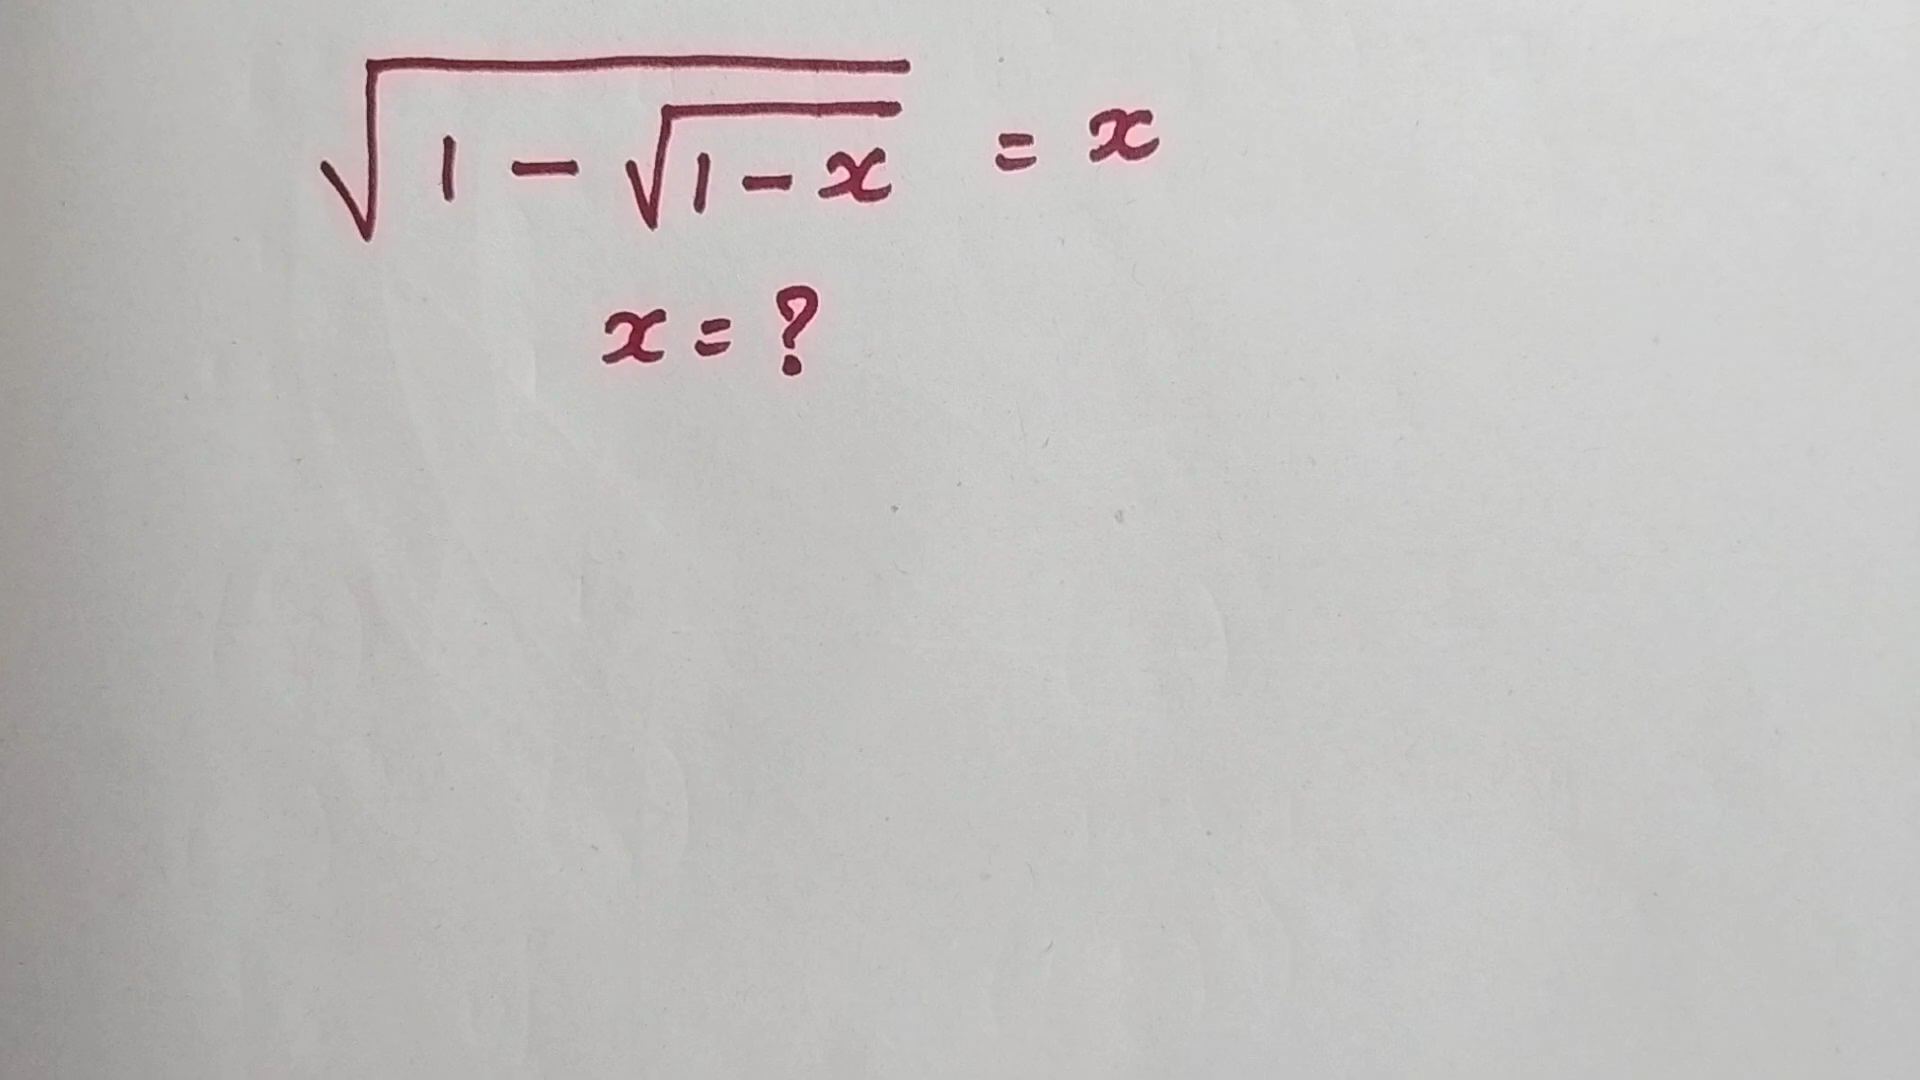 √(1 - √(1 - x)) = x
x = ?